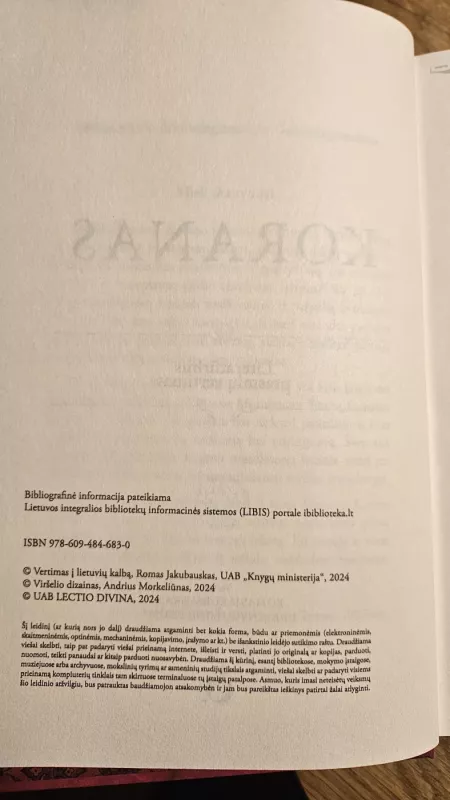 KORANAS
Literatūrinis
prasmių vertimas
Bibliografinė informacija pateikiama
Lietuvos integralios bibliotekų informacinės sistemos (LIBIS) portale ibiblioteka.lt
ISBN 978-609-484-683-0
© Vertimas į lietuvių kalbą, Romas Jakubauskas, UAB „Knygų ministerija", 2024
© Viršelio dizainas, Andrius Morkeliūnas, 2024
© UAB LECTIO DIVINA, 2024
Šį leidinį (ar kurią nors jo dalį) draudžiama atgaminti bet kokia forma, būdu ar priemonėmis (elektroninėmis,
skaitmeninėmis, optinėmis, mechaninėmis, kopijavimo, įrašymo ar kt.) be išankstinio leidėjo sutikimo raštu. Draudžiama
viešai skelbti, taip pat padaryti viešai prieinamą internete, išleisti ir versti, platinti jo originalą ar kopijas, parduoti,
nuomoti, teikti panaudai ar kitaip perduoti nuosavybėn. Draudžiama šį kūrinį, esantį bibliotekose, mokymo įstaigose,
muziejuose arba archyvuose, mokslinių tyrimų ar asmeninių studijų tikslais atgaminti, viešai skelbti ar padaryti visiems
prieinamą kompiuterių tinklais tam skirtuose terminaluose tų įstaigų patalpose. Asmuo, kuris imasi neteisėtų veiksmų
šio leidinio atžvilgiu, bus patrauktas baudžiamojon atsakomybėn ir jam bus pareikštas ieškinys patirtai žalai atlyginti.